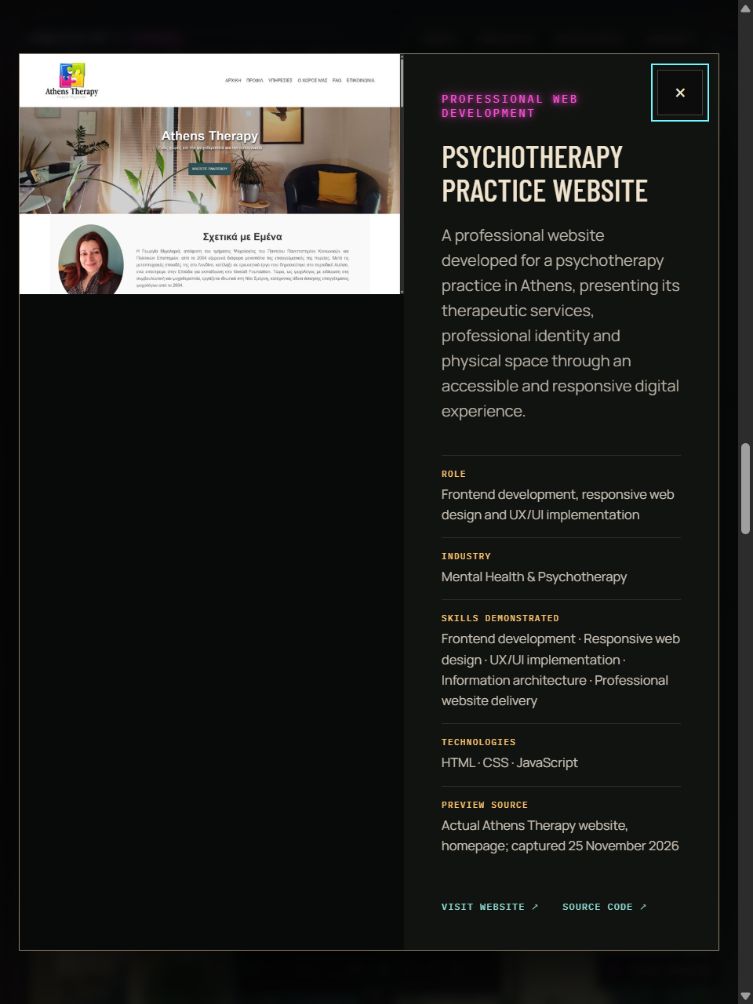 Athens Therapy
ΑΡΧΙΚΗ ΠΡΟΦΙΛ ΥΠΗΡΕΣΙΕΣ Ο ΧΩΡΟΣ ΜΑΣ FAQ ΕΠΙΚΟΙΝΩΝΙΑ
Athens Therapy
Σχετικά με Εμένα
×
PROFESSIONAL WEB
DEVELOPMENT
PSYCHOTHERAPY
PRACTICE WEBSITE
A professional website
developed for a psychotherapy
practice in Athens, presenting its
therapeutic services,
professional identity and
physical space through an
accessible and responsive digital
experience.
ROLE
Frontend development, responsive web
design and UX/UI implementation
INDUSTRY
Mental Health & Psychotherapy
SKILLS DEMONSTRATED
Frontend development · Responsive web
design · UX/UI implementation ·
Information architecture · Professional
website delivery
TECHNOLOGIES
HTML · CSS · JavaScript
PREVIEW SOURCE
Actual Athens Therapy website,
homepage; captured 25 November 2026
VISIT WEBSITE ↗ SOURCE CODE ↗